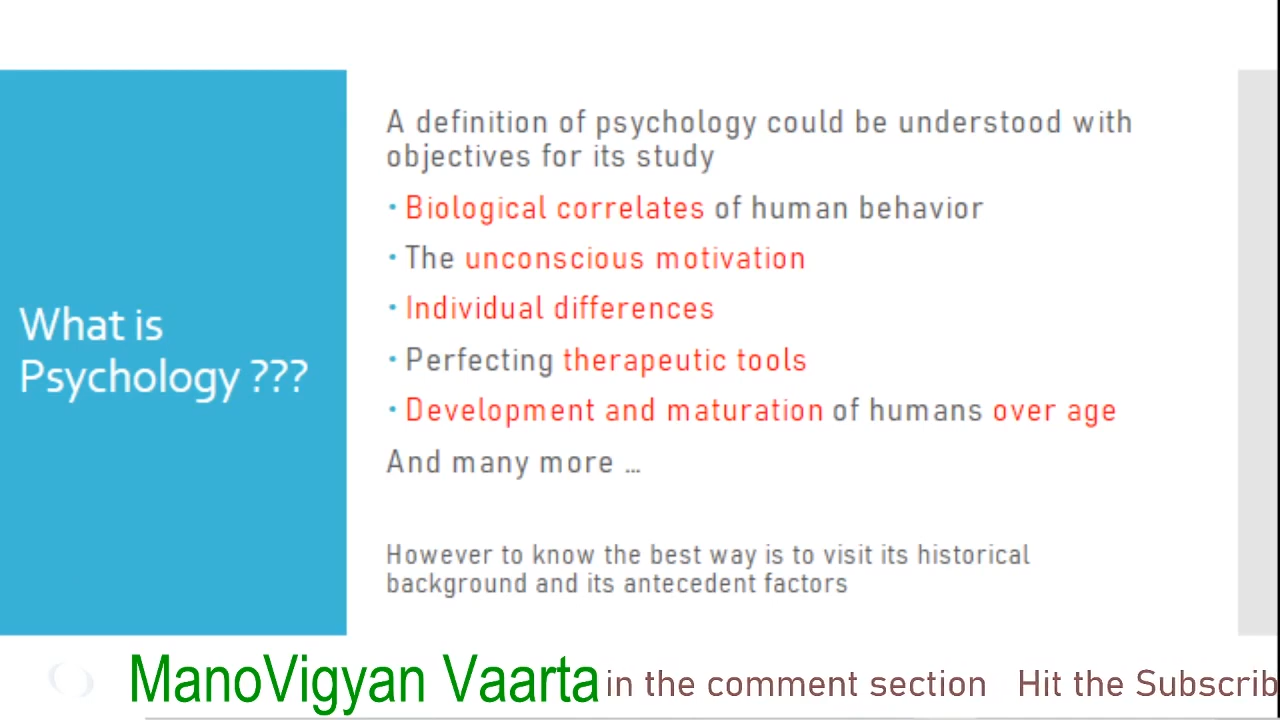 What is
Psychology ???
A definition of psychology could be understood with
objectives for its study
• Biological correlates of human behavior
• The unconscious motivation
• Individual differences
• Perfecting therapeutic tools
• Development and maturation of humans over age
And many more ...
However to know the best way is to visit its historical
background and its antecedent factors
ManoVigyan Vaarta in the comment section Hit the Subscrib